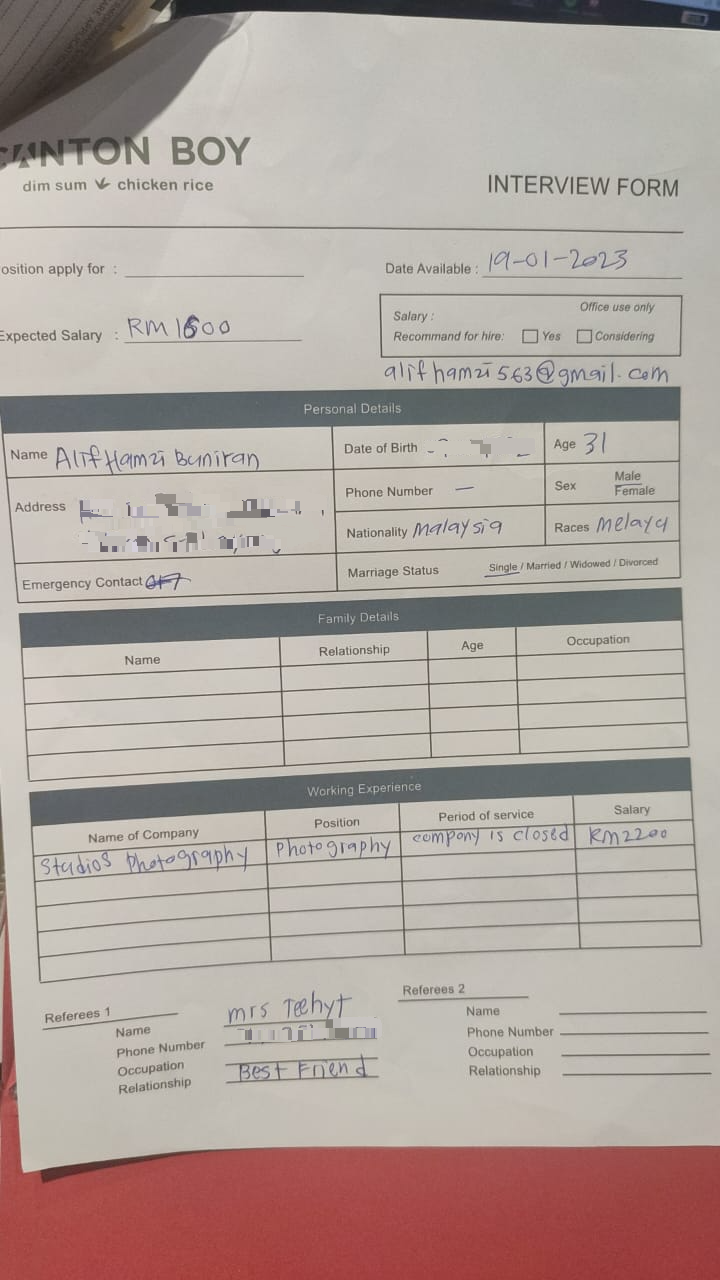 CANTON BOY
dim sum chicken rice
INTERVIEW FORM
osition apply for :
Date Available : 19-01-2023
Expected Salary : RM 1600
Office use only
Salary :
Recommand for hire: Yes Considering
alifhamzi563@gmail.com
Personal Details
Name Alif Hamzi Buniran
Date of Birth
Age 31
Address
Phone Number —
Sex Male
Female
Nationality Malaysia
Races Melayu
Emergency Contact
Marriage Status Single / Married / Widowed / Divorced
Family Details
Name Relationship Age Occupation
Working Experience
Name of Company Position Period of service Salary
Studios Photography Photography company is closed RM2200
Referees 1
Name mrs Teehyt
Phone Number
Occupation
Relationship Best Friend
Referees 2
Name
Phone Number
Occupation
Relationship